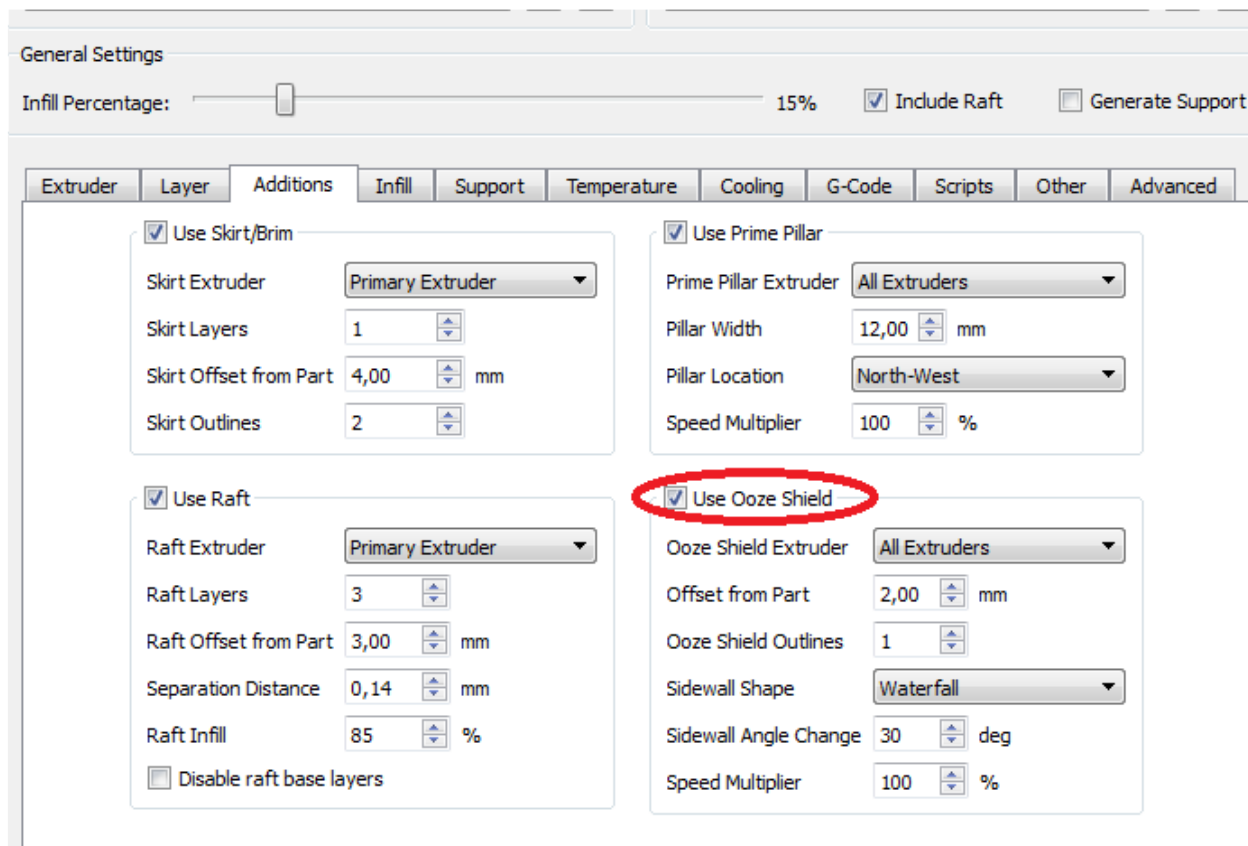 General Settings
Infill Percentage: 15% Include Raft Generate Support
Extruder Layer Additions Infill Support Temperature Cooling G-Code Scripts Other Advanced
Use Skirt/Brim
Skirt Extruder Primary Extruder
Skirt Layers 1
Skirt Offset from Part 4,00 mm
Skirt Outlines 2
Use Prime Pillar
Prime Pillar Extruder All Extruders
Pillar Width 12,00 mm
Pillar Location North-West
Speed Multiplier 100 %
Use Raft
Raft Extruder Primary Extruder
Raft Layers 3
Raft Offset from Part 3,00 mm
Separation Distance 0,14 mm
Raft Infill 85 %
Disable raft base layers
Use Ooze Shield
Ooze Shield Extruder All Extruders
Offset from Part 2,00 mm
Ooze Shield Outlines 1
Sidewall Shape Waterfall
Sidewall Angle Change 30 deg
Speed Multiplier 100 %